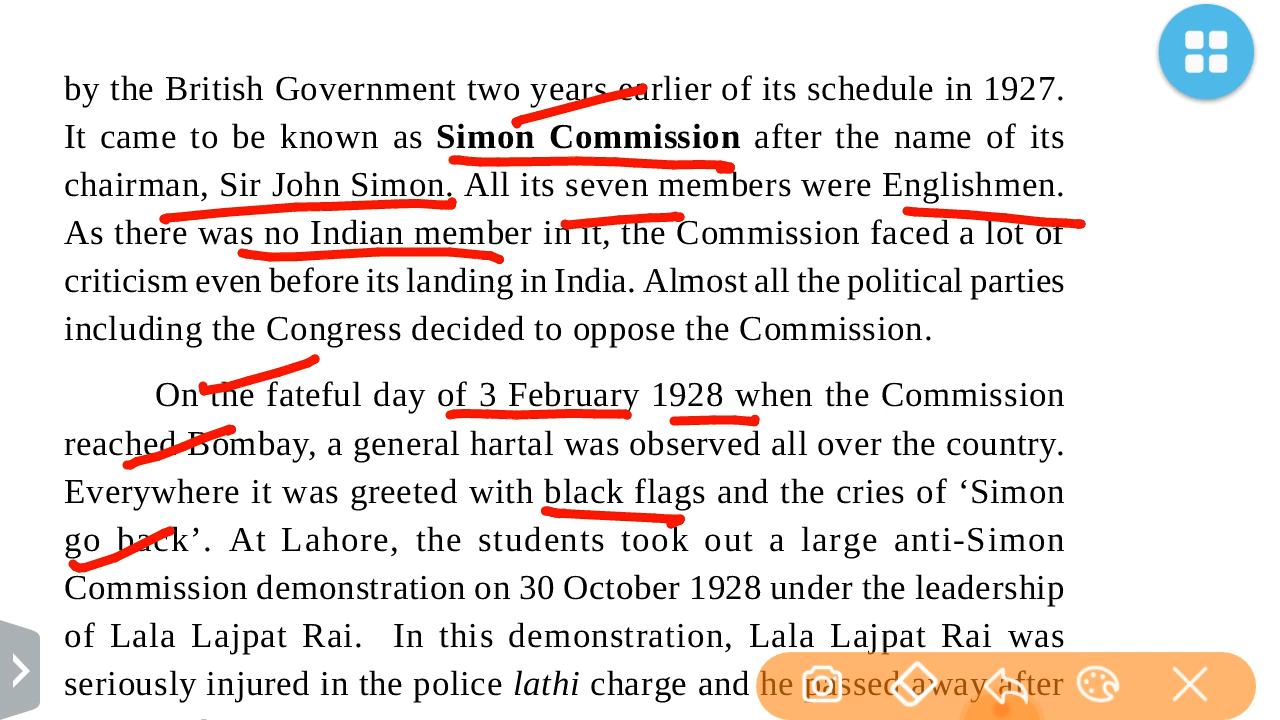 by the British Government two years earlier of its schedule in 1927.
It came to be known as Simon Commission after the name of its
chairman, Sir John Simon. All its seven members were Englishmen.
As there was no Indian member in it, the Commission faced a lot of
criticism even before its landing in India. Almost all the political parties
including the Congress decided to oppose the Commission.
On the fateful day of 3 February 1928 when the Commission
reached Bombay, a general hartal was observed all over the country.
Everywhere it was greeted with black flags and the cries of ‘Simon
go back’. At Lahore, the students took out a large anti-Simon
Commission demonstration on 30 October 1928 under the leadership
of Lala Lajpat Rai. In this demonstration, Lala Lajpat Rai was
seriously injured in the police lathi charge and he passed away after